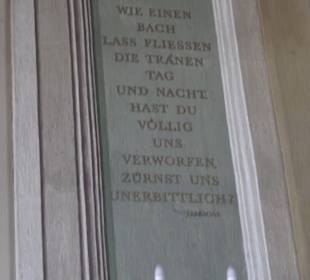 WIE EINEN
BACH
LASS FLIESSEN
DIE TRÄNEN
TAG
UND NACHT.
HAST DU
VÖLLIG
UNS
VERWORFEN,
ZÜRNST UNS
UNERBITTLICH?